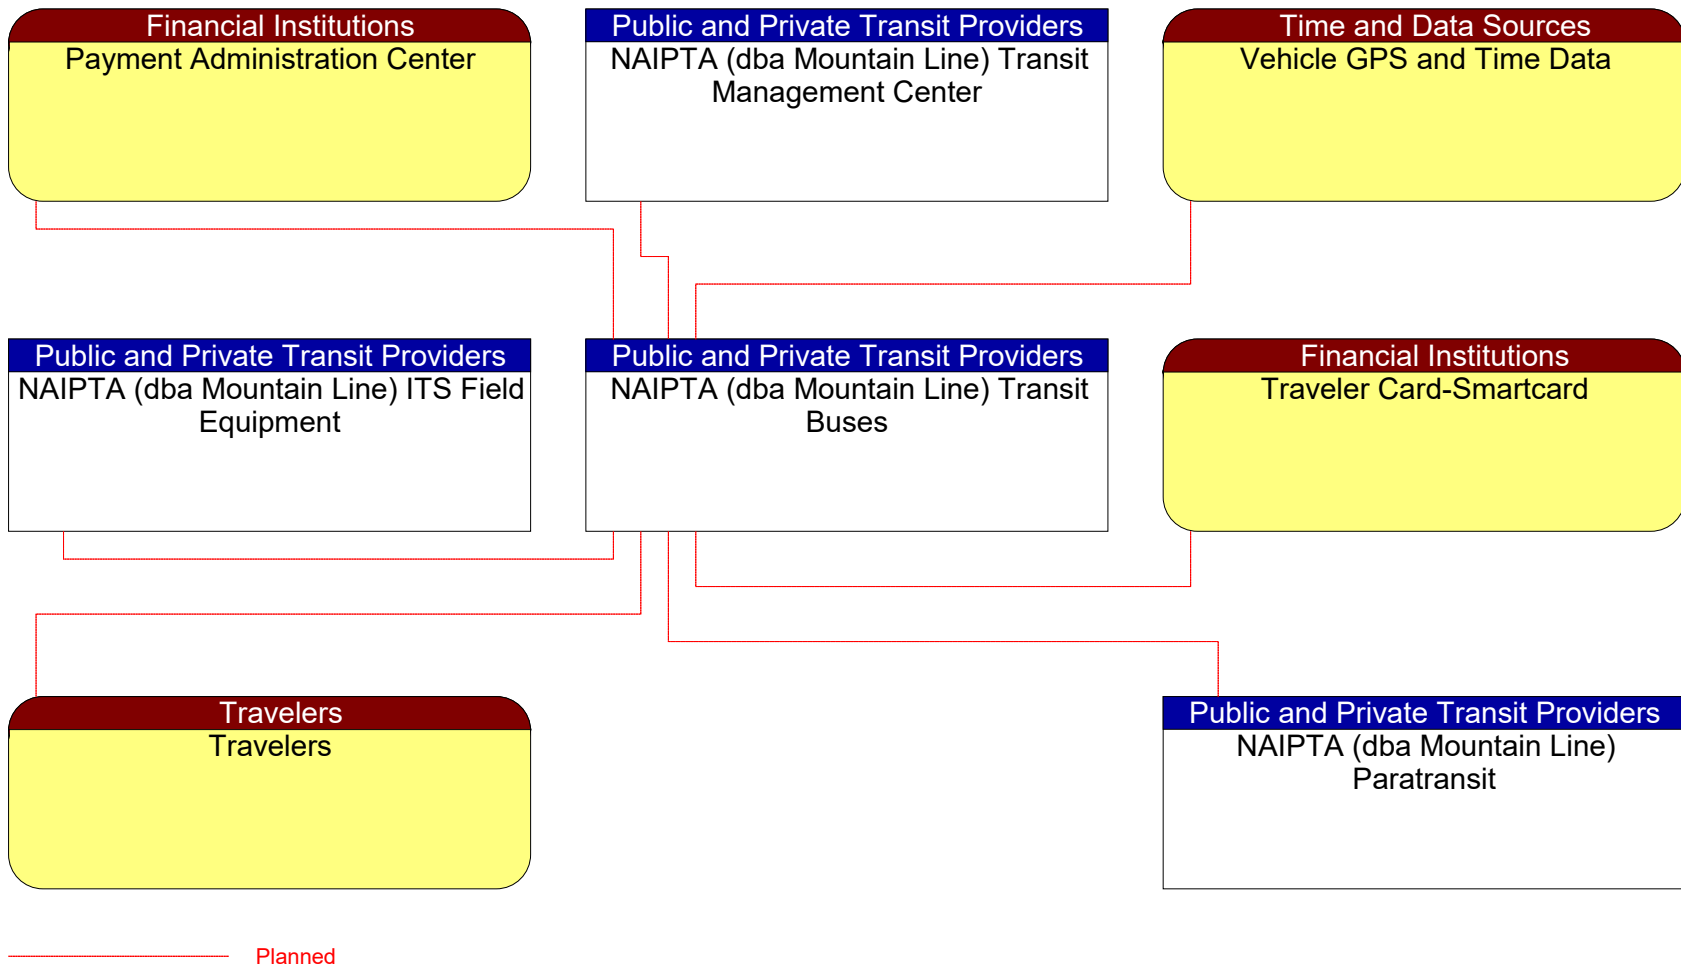 Financial Institutions
Payment Administration Center
Public and Private Transit Providers
NAIPTA (dba Mountain Line) Transit
Management Center
Time and Data Sources
Vehicle GPS and Time Data
Public and Private Transit Providers
NAIPTA (dba Mountain Line) ITS Field
Equipment
Public and Private Transit Providers
NAIPTA (dba Mountain Line) Transit
Buses
Financial Institutions
Traveler Card-Smartcard
Travelers
Travelers
Public and Private Transit Providers
NAIPTA (dba Mountain Line)
Paratransit
Planned